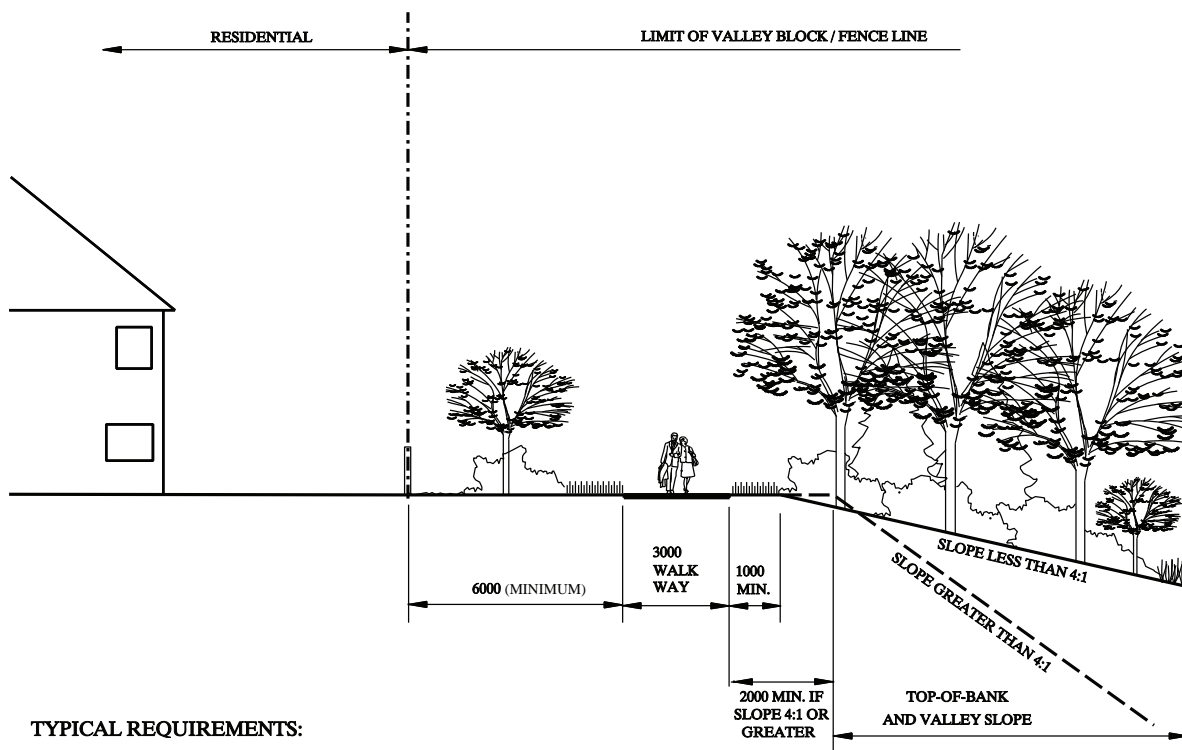 RESIDENTIAL
LIMIT OF VALLEY BLOCK / FENCE LINE
6000 (MINIMUM)
3000
WALK
WAY
1000
MIN.
SLOPE LESS THAN 4:1
SLOPE GREATER THAN 4:1
2000 MIN. IF
SLOPE 4:1 OR
GREATER
TOP-OF-BANK
AND VALLEY SLOPE
TYPICAL REQUIREMENTS: